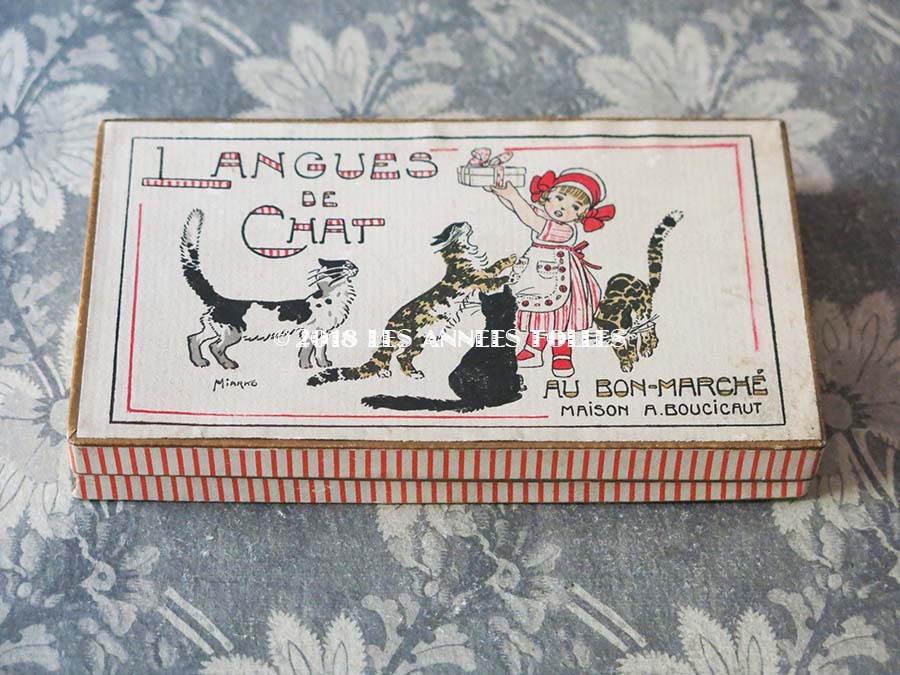 LANGUES
DE
CHAT
© 2018 LES ANNEES FOLLES
MIARKO
AU BON-MARCHÉ
MAISON A. BOUCICAUT